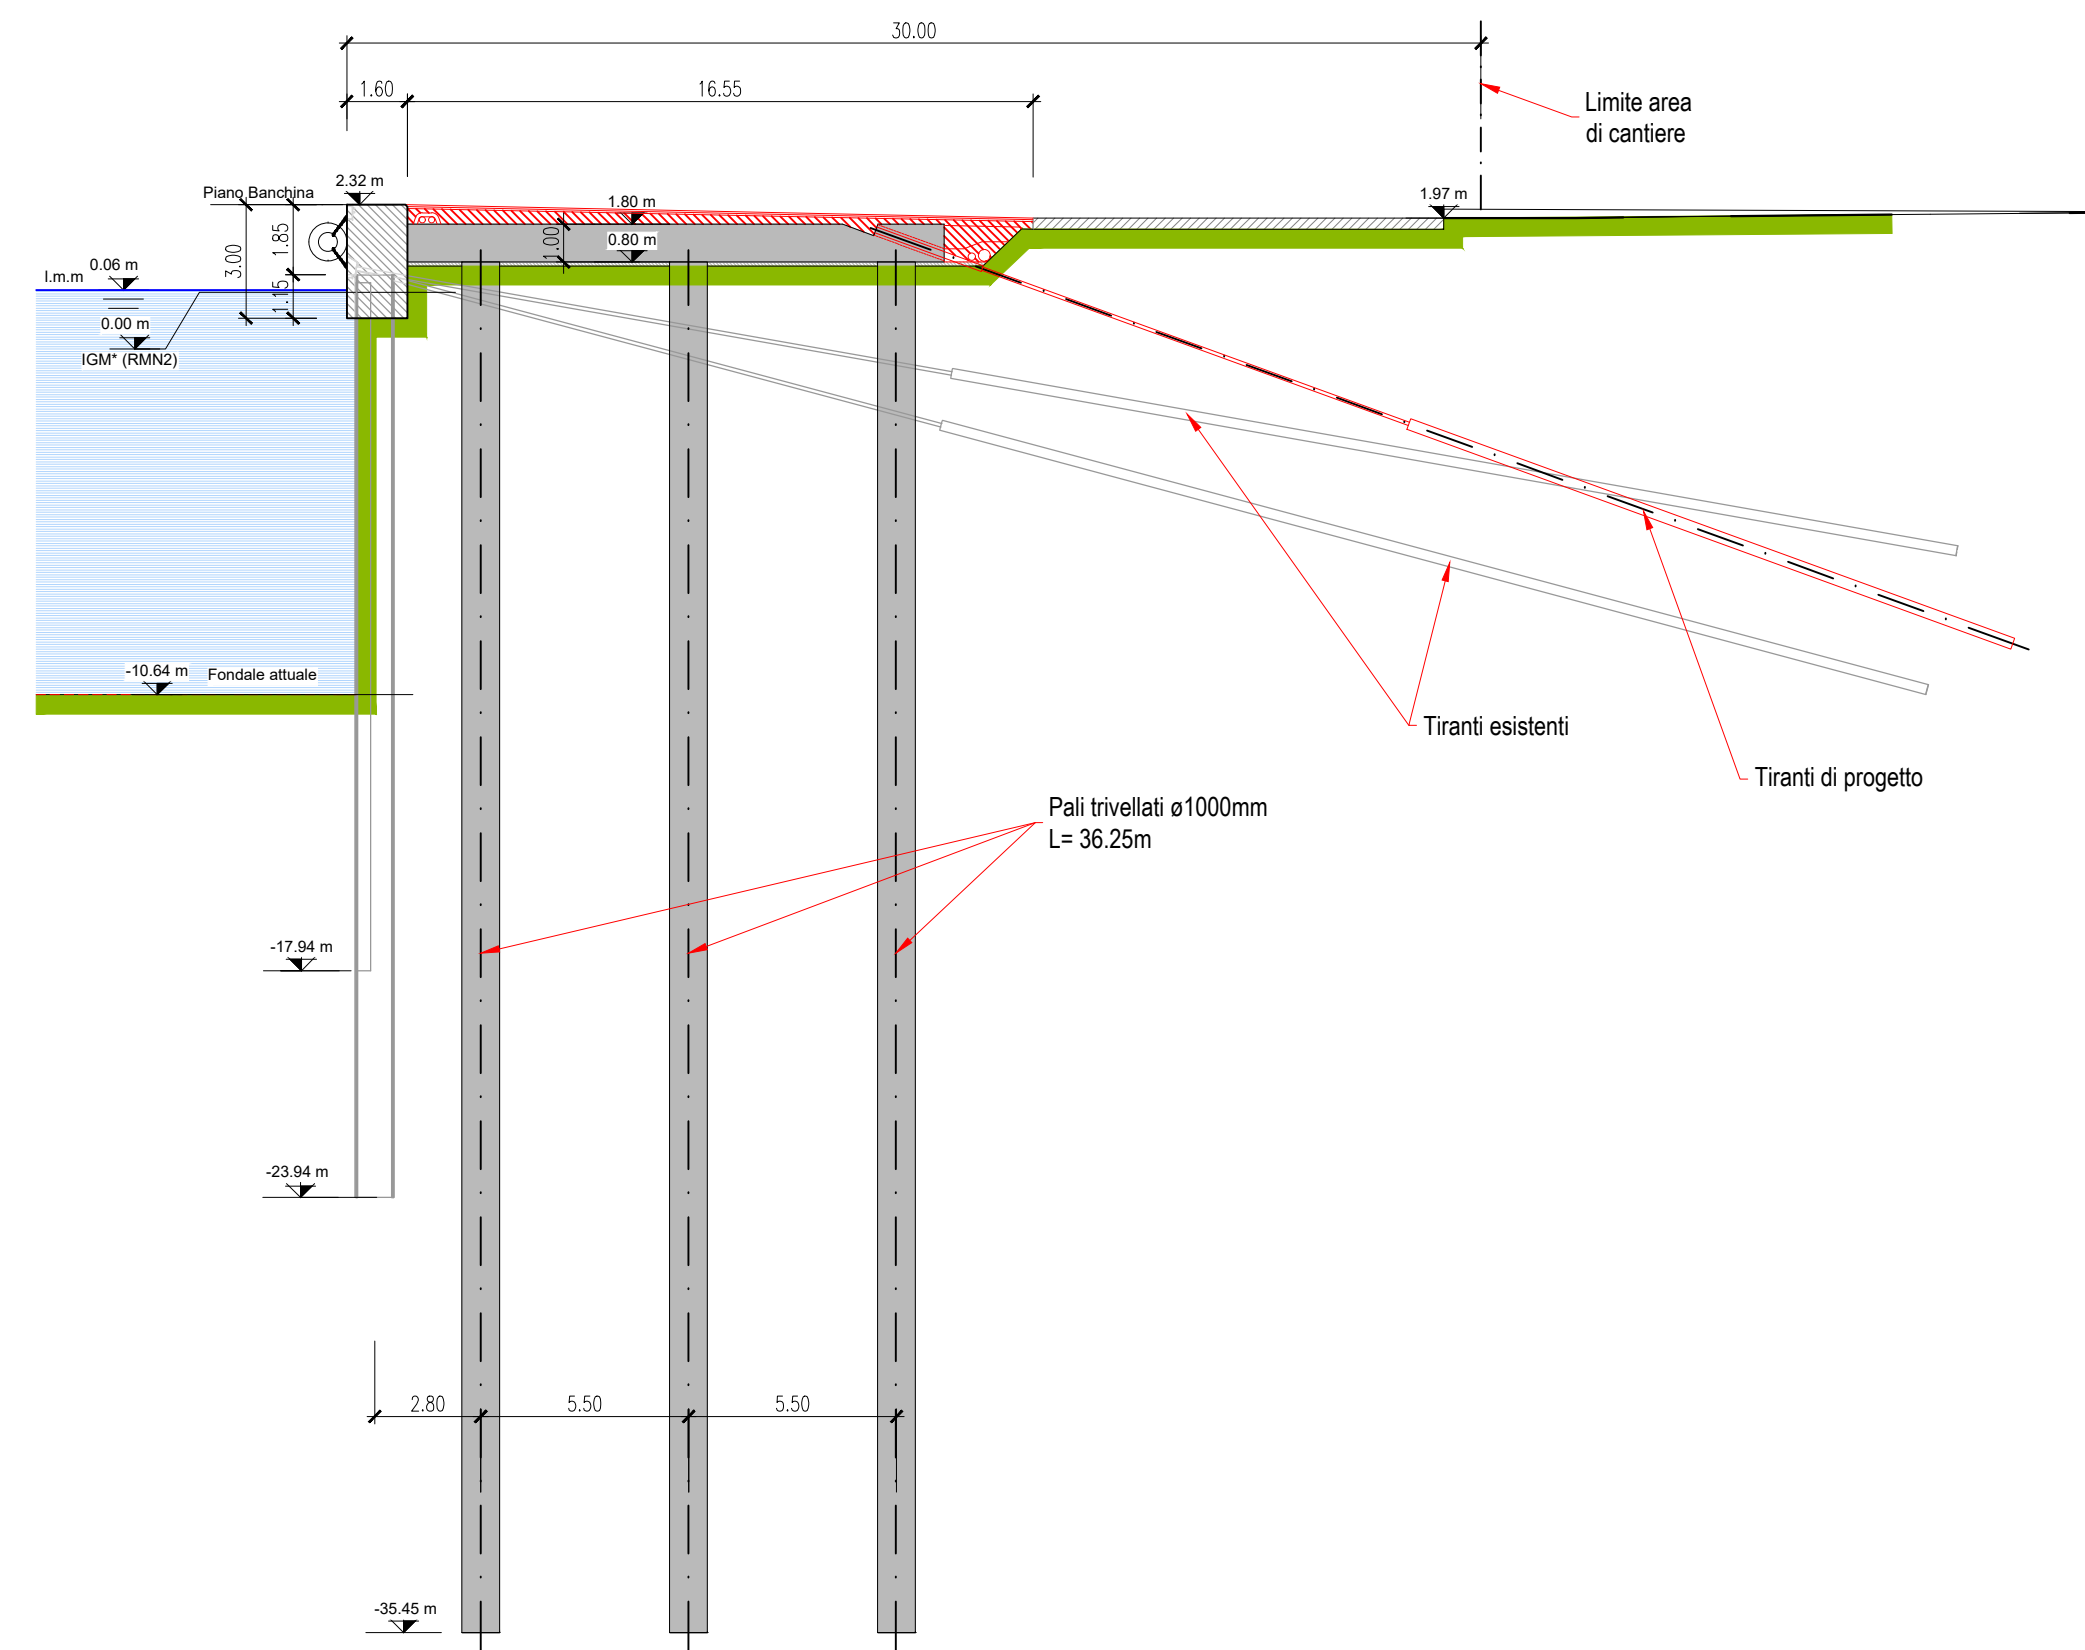 30.00
1.60
16.55
Limite area
di cantiere
Piano Banchina
2.32 m
1.80 m
1.97 m
3.00
1.85
1.00
0.80 m
l.m.m
0.06 m
1.15
0.00 m
IGM* (RMN2)
-10.64 m
Fondale attuale
Tiranti esistenti
Tiranti di progetto
Pali trivellati ø1000mm
L= 36.25m
-17.94 m
-23.94 m
2.80
5.50
5.50
-35.45 m